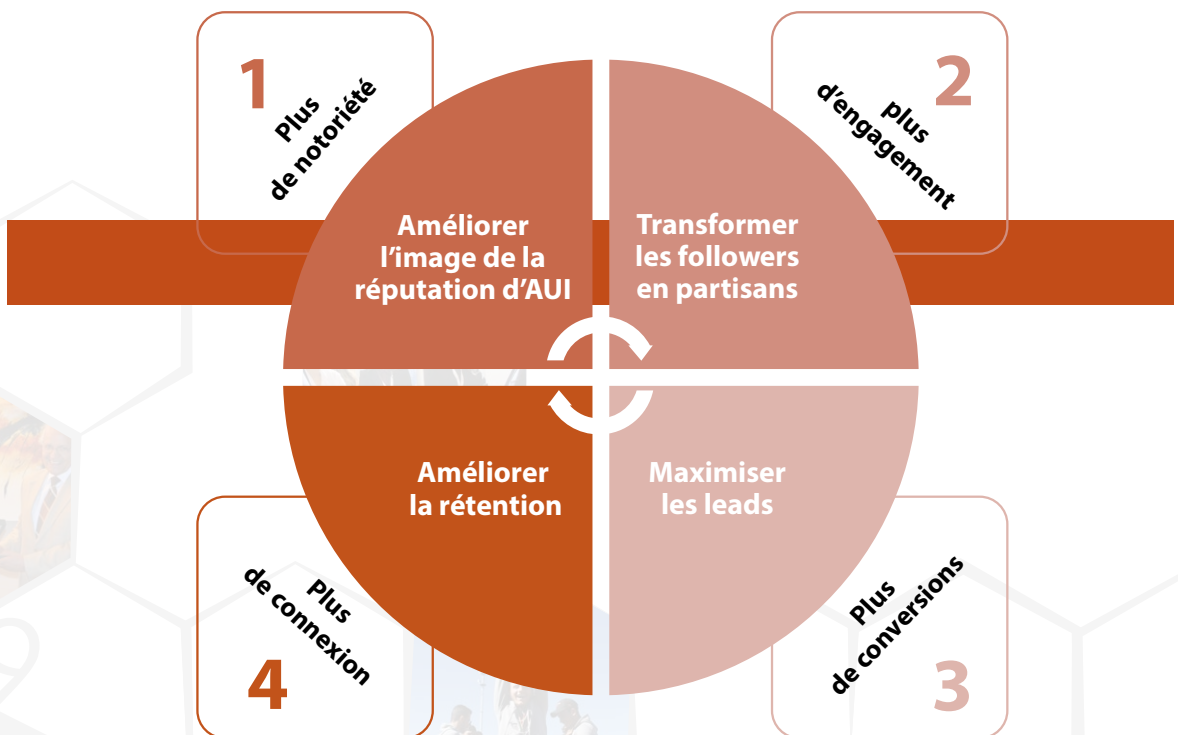 1
Plus
de notoriété
2
plus
d'engagement
Améliorer
l'image de la
réputation d'AUI
Transformer
les followers
en partisans
Améliorer
la rétention
Maximiser
les leads
Plus
de connexion
4
Plus
de conversions
3